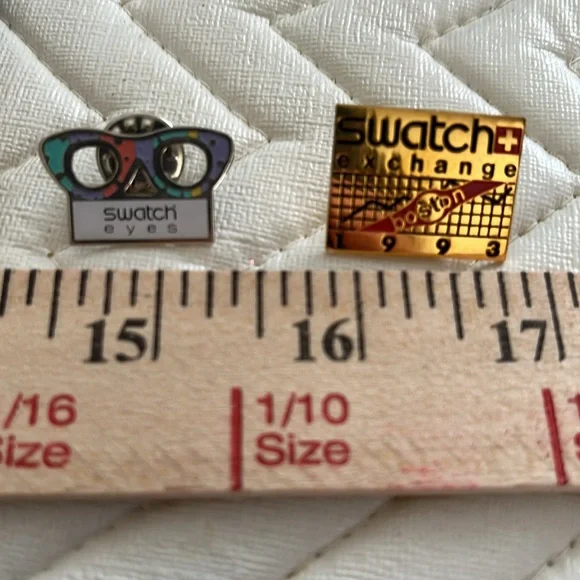 swatch
eyes
swatch
exchange
boston
1993
15
16
17
/16
Size
1/10
Size
1